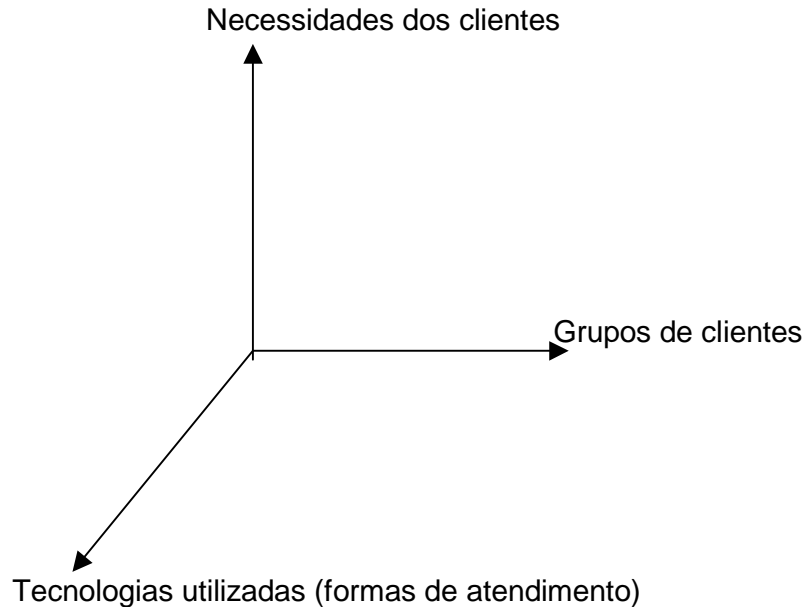 Necessidades dos clientes
Grupos de clientes
Tecnologias utilizadas (formas de atendimento)